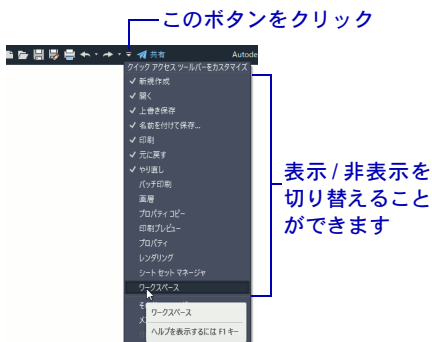 このボタンをクリック
共有
Autode
クイック アクセス ツールバーをカスタマイズ
✓ 新規作成
✓ 開く
✓ 上書き保存
✓ 名前を付けて保存...
✓ 印刷
✓ 元に戻す
✓ やり直し
バッチ印刷
画層
プロパティ コピー
印刷プレビュー
プロパティ
レンダリング
シート セット マネージャ
ワークスペース
ワークスペース
ヘルプを表示するには F1 キー
表示 / 非表示を
切り替えること
ができます